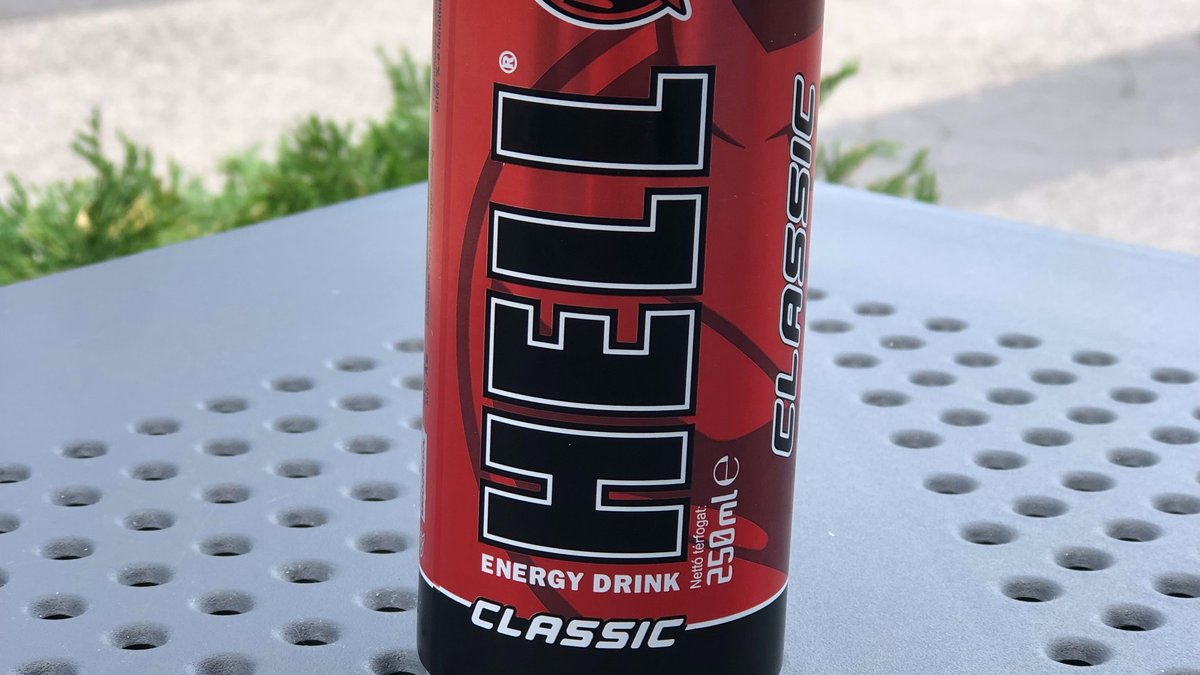 HELL®
ENERGY DRINK
CLASSIC
Nettó térfogat:
250ml e
CLASSIC